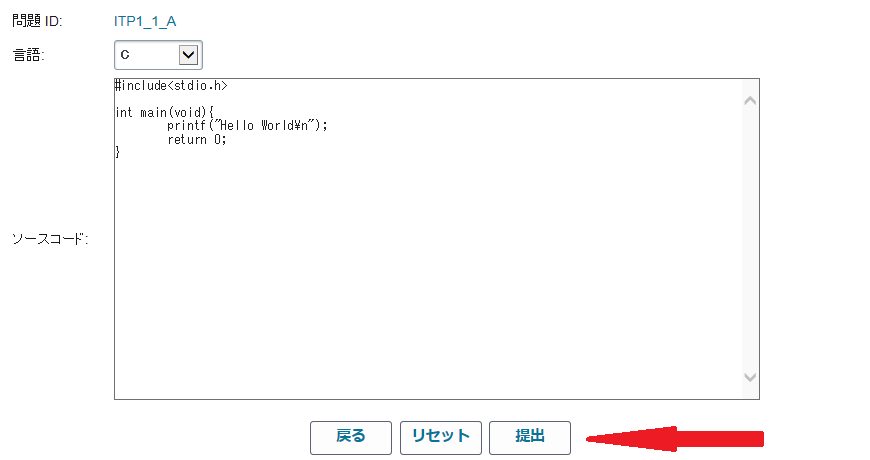 問題 ID: ITP1_1_A
言語: C
#include<stdio.h>
int main(void){
printf("Hello World¥n");
return 0;
}
ソースコード:
戻る リセット 提出